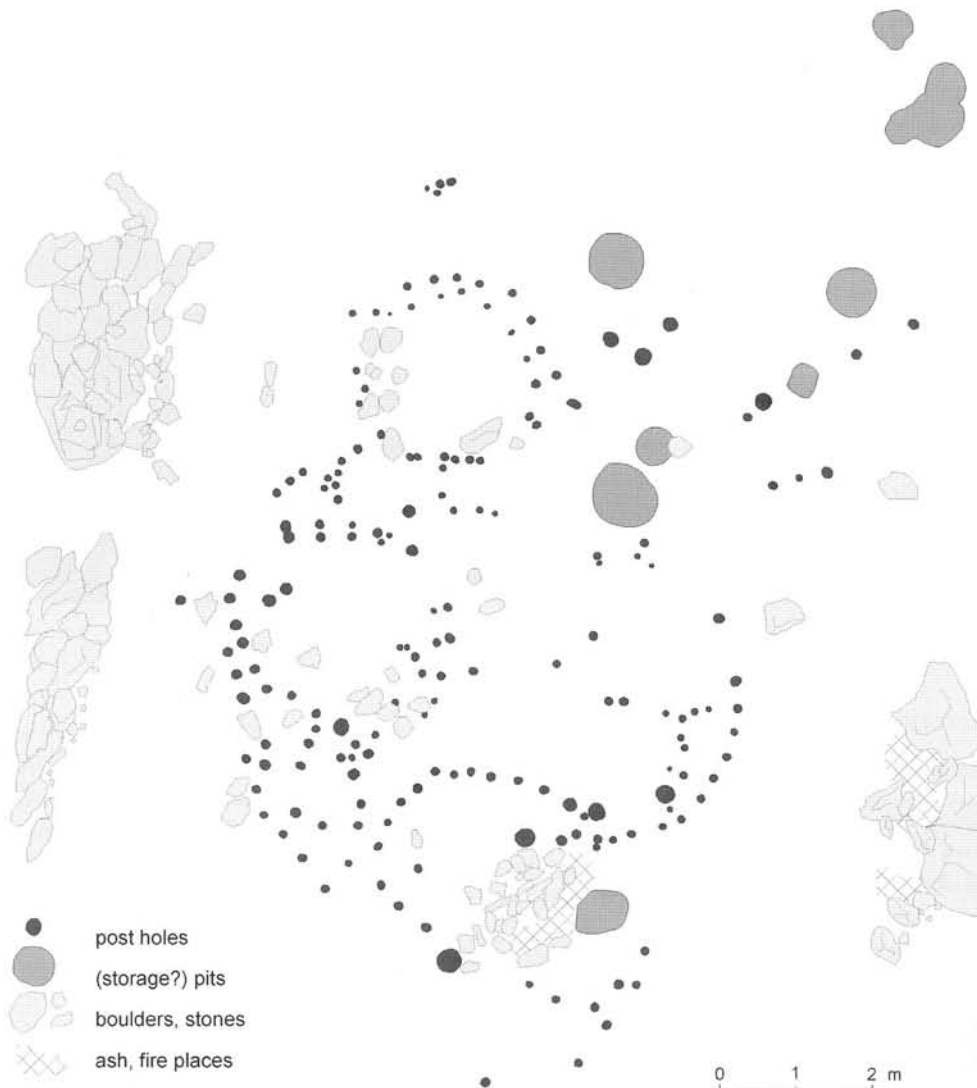 post holes
(storage?) pits
boulders, stones
ash, fire places
0 1 2 m